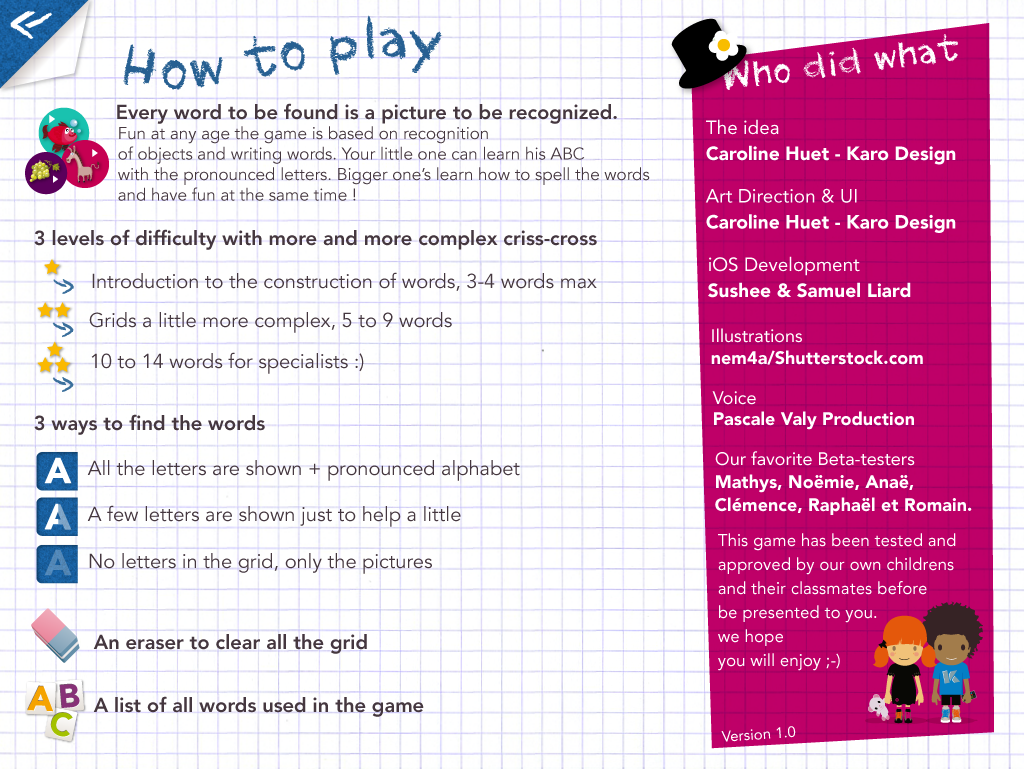 How to play
Every word to be found is a picture to be recognized.
Fun at any age the game is based on recognition
of objects and writing words. Your little one can learn his ABC
with the pronounced letters. Bigger one's learn how to spell the words
and have fun at the same time !
3 levels of difficulty with more and more complex criss-cross
Introduction to the construction of words, 3-4 words max
Grids a little more complex, 5 to 9 words
10 to 14 words for specialists :)
3 ways to find the words
A All the letters are shown + pronounced alphabet
A A few letters are shown just to help a little
A No letters in the grid, only the pictures
An eraser to clear all the grid
A B C
A list of all words used in the game
Who did what
The idea
Caroline Huet - Karo Design
Art Direction & UI
Caroline Huet - Karo Design
iOS Development
Sushee & Samuel Liard
Illustrations
nem4a/Shutterstock.com
Voice
Pascale Valy Production
Our favorite Beta-testers
Mathys, Noëmie, Anaë,
Clémence, Raphaël et Romain.
This game has been tested and
approved by our own childrens
and their classmates before
be presented to you.
we hope
you will enjoy ;-)
K
Version 1.0